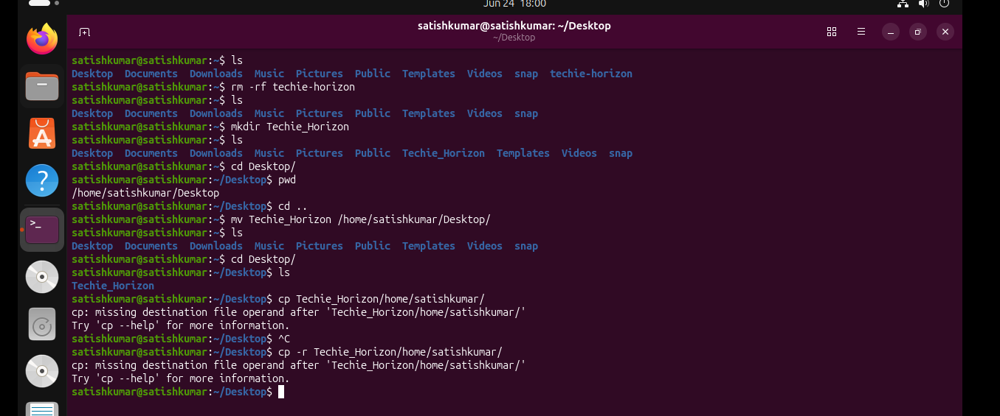 Jun 24  18:00
satishkumar@satishkumar: ~/Desktop
~/Desktop
satishkumar@satishkumar:~$ ls
Desktop  Documents  Downloads  Music  Pictures  Public  Templates  Videos  snap  techie-horizon
satishkumar@satishkumar:~$ rm -rf techie-horizon
satishkumar@satishkumar:~$ ls
Desktop  Documents  Downloads  Music  Pictures  Public  Templates  Videos  snap
satishkumar@satishkumar:~$ mkdir Techie_Horizon
satishkumar@satishkumar:~$ ls
Desktop  Documents  Downloads  Music  Pictures  Public  Techie_Horizon  Templates  Videos  snap
satishkumar@satishkumar:~$ cd Desktop/
satishkumar@satishkumar:~/Desktop$ pwd
/home/satishkumar/Desktop
satishkumar@satishkumar:~/Desktop$ cd ..
satishkumar@satishkumar:~$ mv Techie_Horizon /home/satishkumar/Desktop/
satishkumar@satishkumar:~$ ls
Desktop  Documents  Downloads  Music  Pictures  Public  Templates  Videos  snap
satishkumar@satishkumar:~$ cd Desktop/
satishkumar@satishkumar:~/Desktop$ ls
Techie_Horizon
satishkumar@satishkumar:~/Desktop$ cp Techie_Horizon/home/satishkumar/
cp: missing destination file operand after 'Techie_Horizon/home/satishkumar/'
Try 'cp --help' for more information.
satishkumar@satishkumar:~/Desktop$ ^C
satishkumar@satishkumar:~/Desktop$ cp -r Techie_Horizon/home/satishkumar/
cp: missing destination file operand after 'Techie_Horizon/home/satishkumar/'
Try 'cp --help' for more information.
satishkumar@satishkumar:~/Desktop$